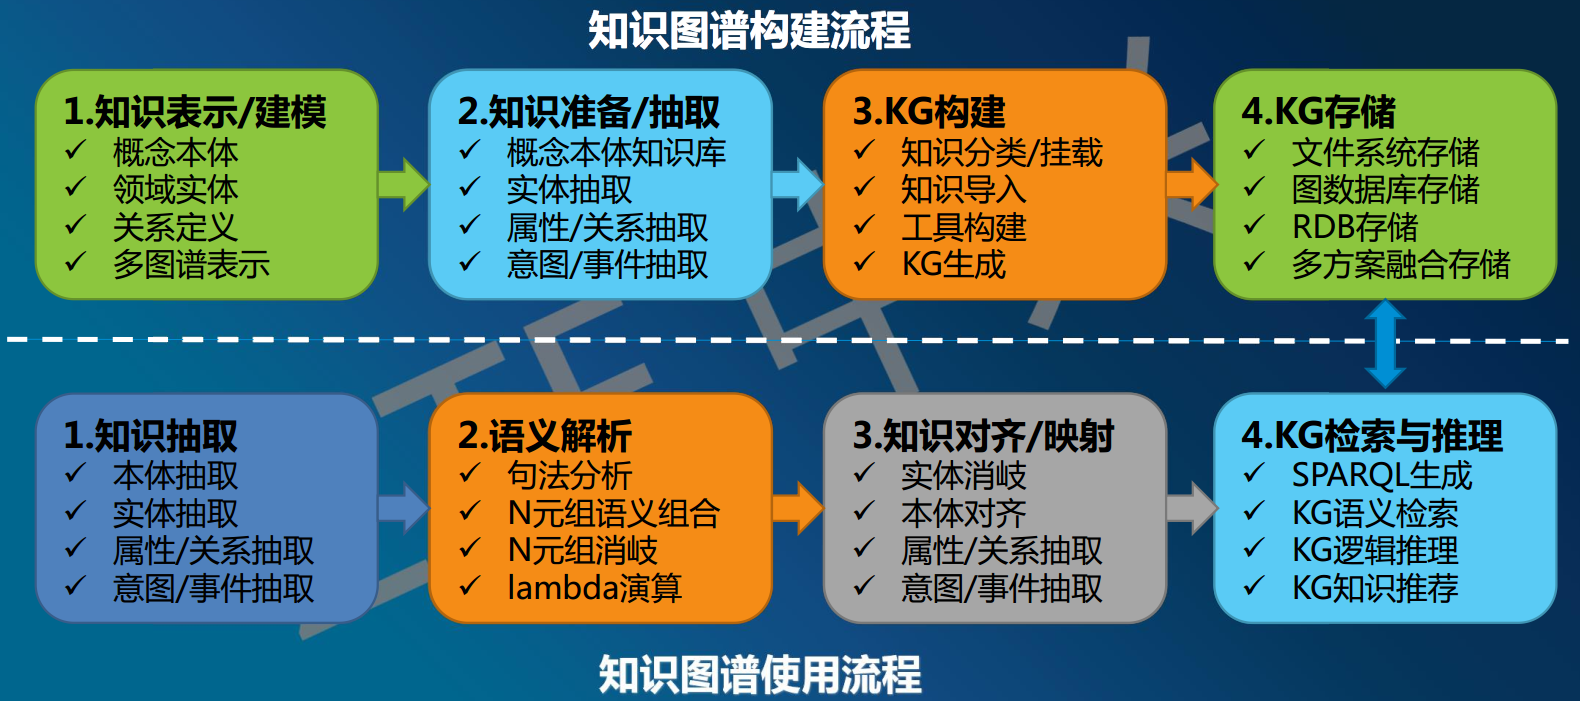 知识图谱构建流程
1.知识表示/建模
✓ 概念本体
✓ 领域实体
✓ 关系定义
✓ 多图谱表示
2.知识准备/抽取
✓ 概念本体知识库
✓ 实体抽取
✓ 属性/关系抽取
✓ 意图/事件抽取
3.KG构建
✓ 知识分类/挂载
✓ 知识导入
✓ 工具构建
✓ KG生成
4.KG存储
✓ 文件系统存储
✓ 图数据库存储
✓ RDB存储
✓ 多方案融合存储
1.知识抽取
✓ 本体抽取
✓ 实体抽取
✓ 属性/关系抽取
✓ 意图/事件抽取
2.语义解析
✓ 句法分析
✓ N元组语义组合
✓ N元组消岐
✓ lambda演算
3.知识对齐/映射
✓ 实体消岐
✓ 本体对齐
✓ 属性/关系抽取
✓ 意图/事件抽取
4.KG检索与推理
✓ SPARQL生成
✓ KG语义检索
✓ KG逻辑推理
✓ KG知识推荐
知识图谱使用流程